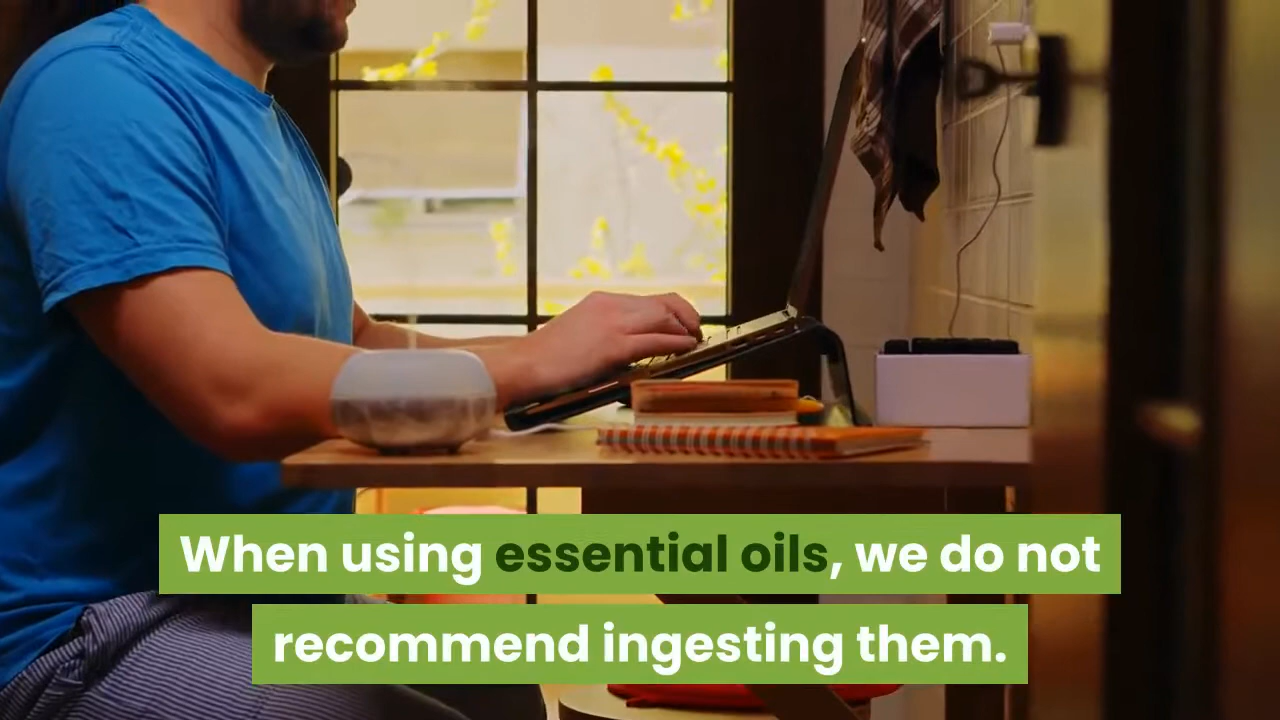 When using essential oils, we do not
recommend ingesting them.